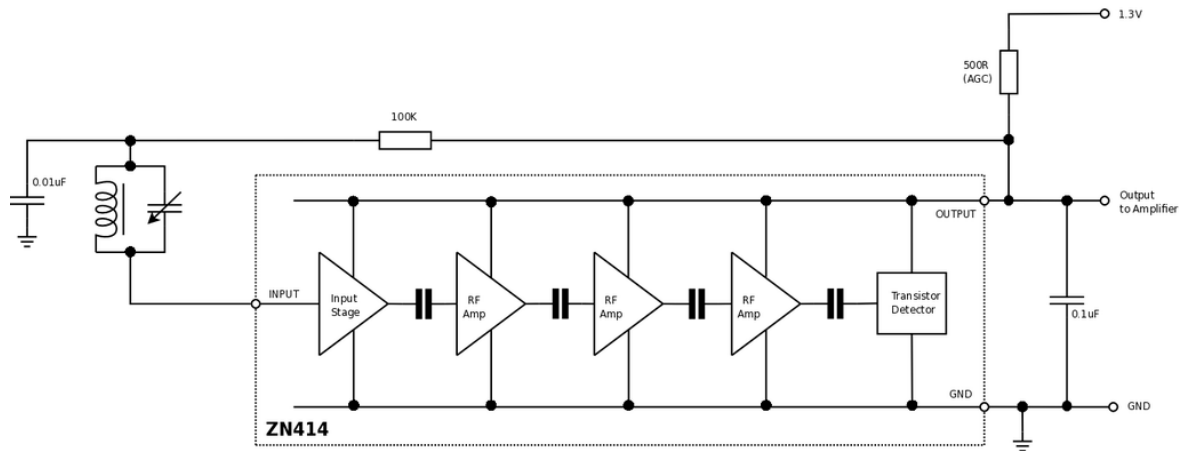 1.3V
500R
(AGC)
100K
0.01uF
Output
to Amplifier
OUTPUT
INPUT
Input
Stage
RF
Amp
RF
Amp
RF
Amp
Transistor
Detector
0.1uF
GND
GND
ZN414